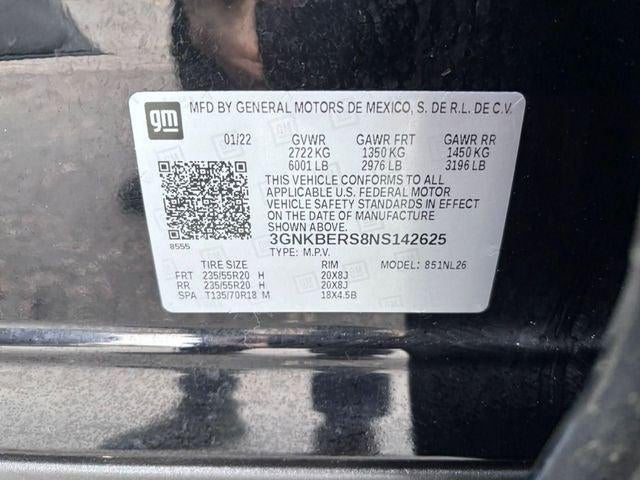 gm
MFD BY GENERAL MOTORS DE MEXICO, S. DE R.L. DE C.V.
01/22 GVWR GAWR FRT GAWR RR
2722 KG 1350 KG 1450 KG
6001 LB 2976 LB 3196 LB
THIS VEHICLE CONFORMS TO ALL
APPLICABLE U.S. FEDERAL MOTOR
VEHICLE SAFETY STANDARDS IN EFFECT
ON THE DATE OF MANUFACTURE
SHOWN ABOVE.
3GNKBERS8NS142625
8555
TYPE: M.P.V.
TIRE SIZE RIM MODEL: 851NL26
FRT 235/55R20 H 20X8J
RR 235/55R20 H 20X8J
SPA T135/70R18 M 18X4.5B